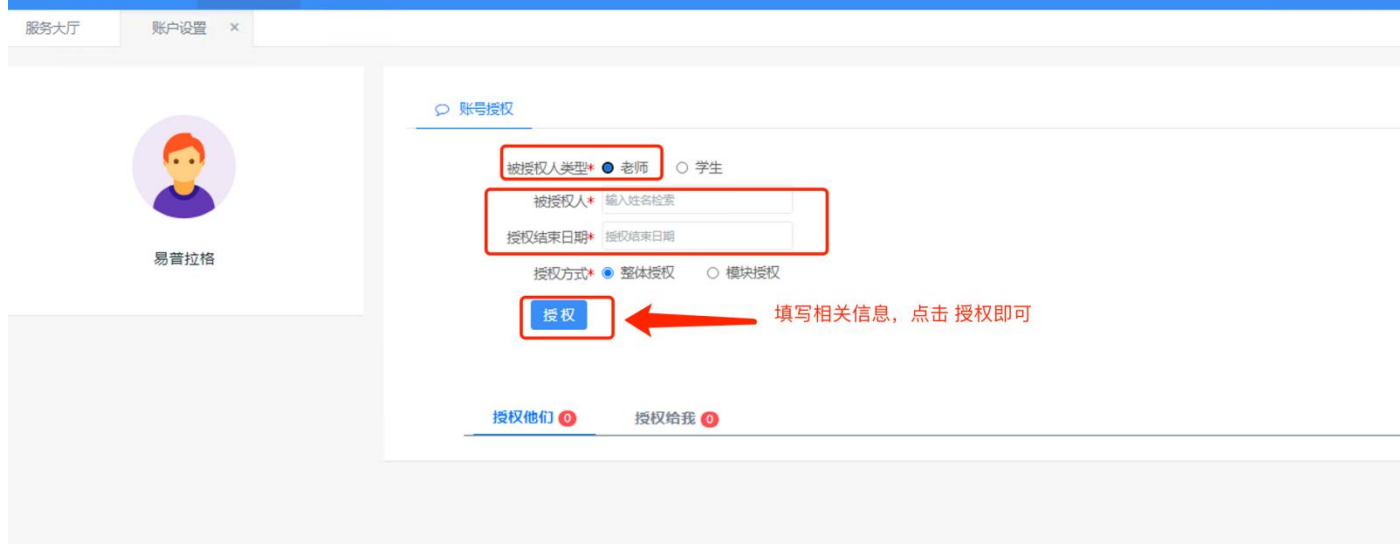 服务大厅 账户设置 ×
账号授权
被授权人类型* 老师 学生
被授权人* 输入姓名检索
授权结束日期* 授权结束日期
易普拉格
授权方式* 整体授权 模块授权
授权 填写相关信息，点击 授权即可
授权他们 0 授权给我 0